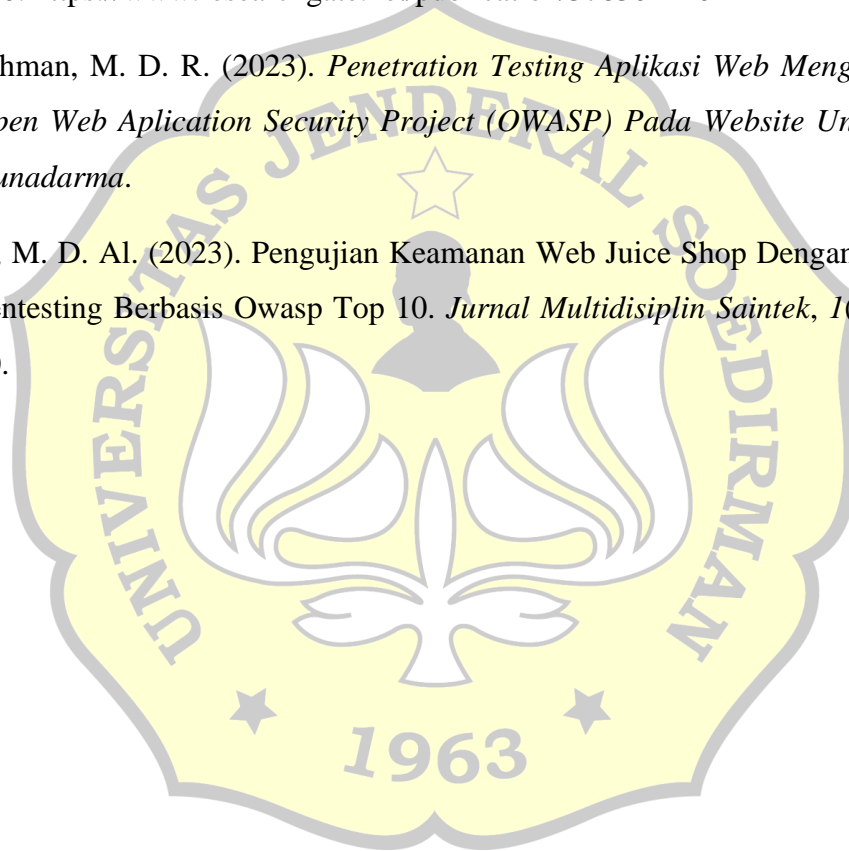 hman, M. D. R. (2023). Penetration Testing Aplikasi Web Meng
pen Web Aplication Security Project (OWASP) Pada Website Un
unadarma.
, M. D. Al. (2023). Pengujian Keamanan Web Juice Shop Dengan
entesting Berbasis Owasp Top 10. Jurnal Multidisiplin Saintek, 1(
).
UNIVERSITAS JENDERAL SOEDIRMAN
1963